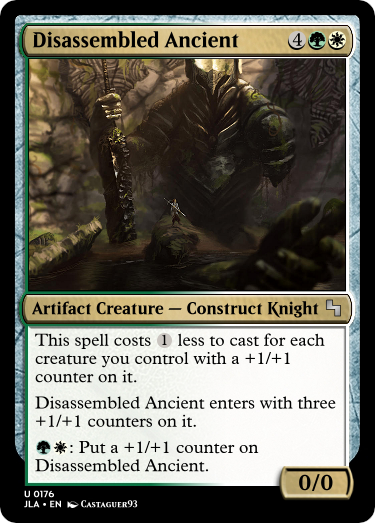 Disassembled Ancient 4
Artifact Creature — Construct Knight
This spell costs 1 less to cast for each
creature you control with a +1/+1
counter on it.
Disassembled Ancient enters with three
+1/+1 counters on it.
: Put a +1/+1 counter on
Disassembled Ancient.
0/0
U 0176
JLA • EN Castaguer93